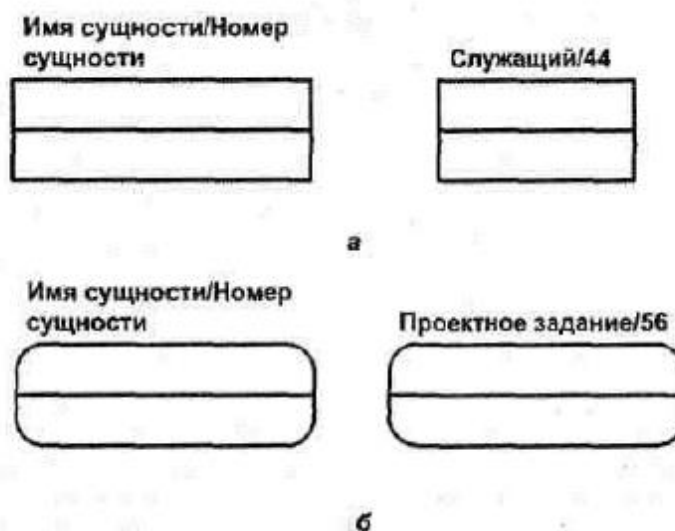 Имя сущности/Номер
сущности
Служащий/44
а
Имя сущности/Номер
сущности
Проектное задание/56
б